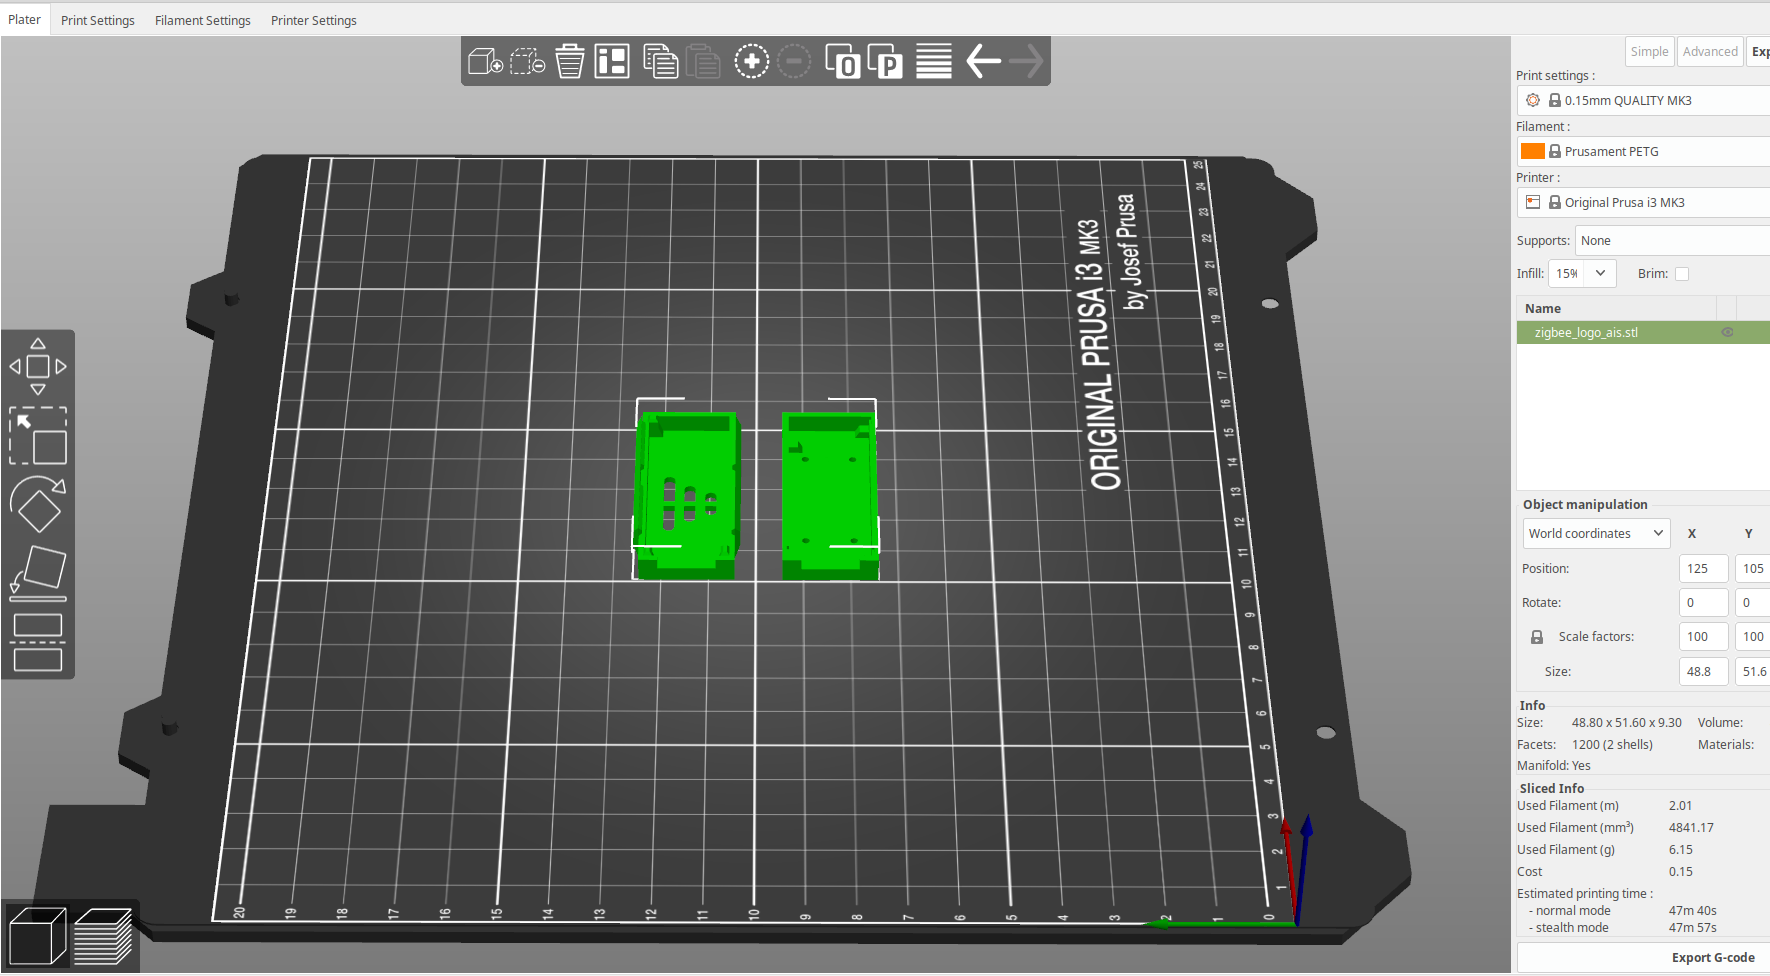 Plater Print Settings Filament Settings Printer Settings
O P
Simple Advanced Exp
Print settings :
0.15mm QUALITY MK3
Filament :
Prusament PETG
Printer :
Original Prusa i3 MK3
Supports: None
Infill: 15% Brim:
Name
zigbee_logo_ais.stl
Object manipulation
World coordinates X Y
Position: 125 105
Rotate: 0 0
Scale factors: 100 100
Size: 48.8 51.6
Info
Size: 48.80 x 51.60 x 9.30 Volume:
Facets: 1200 (2 shells) Materials:
Manifold: Yes
Sliced Info
Used Filament (m) 2.01
Used Filament (mm³) 4841.17
Used Filament (g) 6.15
Cost 0.15
Estimated printing time :
- normal mode 47m 40s
- stealth mode 47m 57s
Export G-code
ORIGINAL PRUSA i3 MK3
by Josef Prusa
25
24
23
22
21
20
19
18
17
16
15
14
13
12
11
10
9
8
7
6
5
4
3
2
1
20 19 18 17 16 15 14 13 12 11 10 9 8 7 6 5 4 3 2 1 0